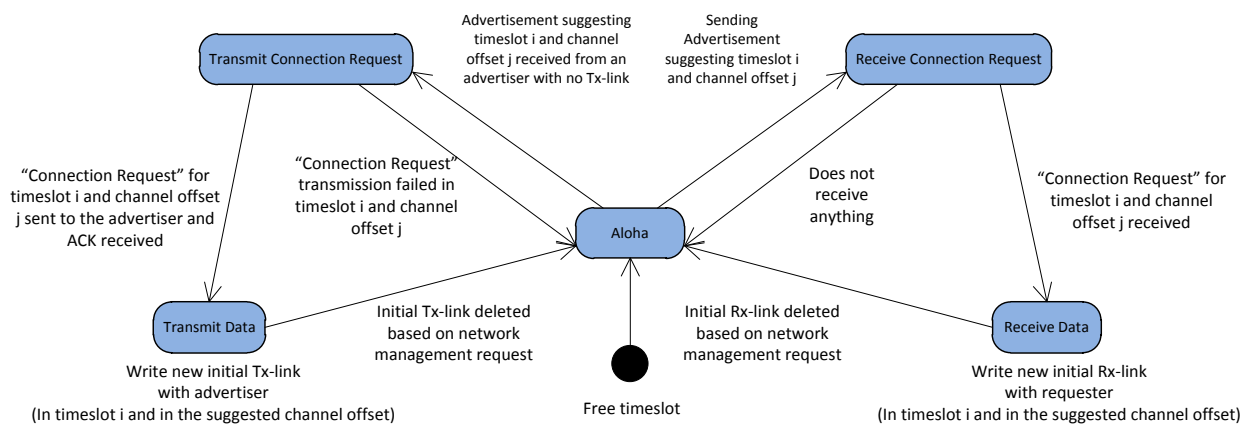 Transmit Connection Request
Advertisement suggesting
timeslot i and channel
offset j received from an
advertiser with no Tx-link
Sending
Advertisement
suggesting timeslot i
and channel offset j
Receive Connection Request
“Connection Request” for
timeslot i and channel offset
j sent to the advertiser and
ACK received
“Connection Request”
transmission failed in
timeslot i and channel
offset j
Does not
receive
anything
“Connection Request” for
timeslot i and channel
offset j received
Aloha
Transmit Data
Initial Tx-link deleted
based on network
management request
Initial Rx-link deleted
based on network
management request
Receive Data
Write new initial Tx-link
with advertiser
(In timeslot i and in the suggested channel offset)
Free timeslot
Write new initial Rx-link
with requester
(In timeslot i and in the suggested channel offset)